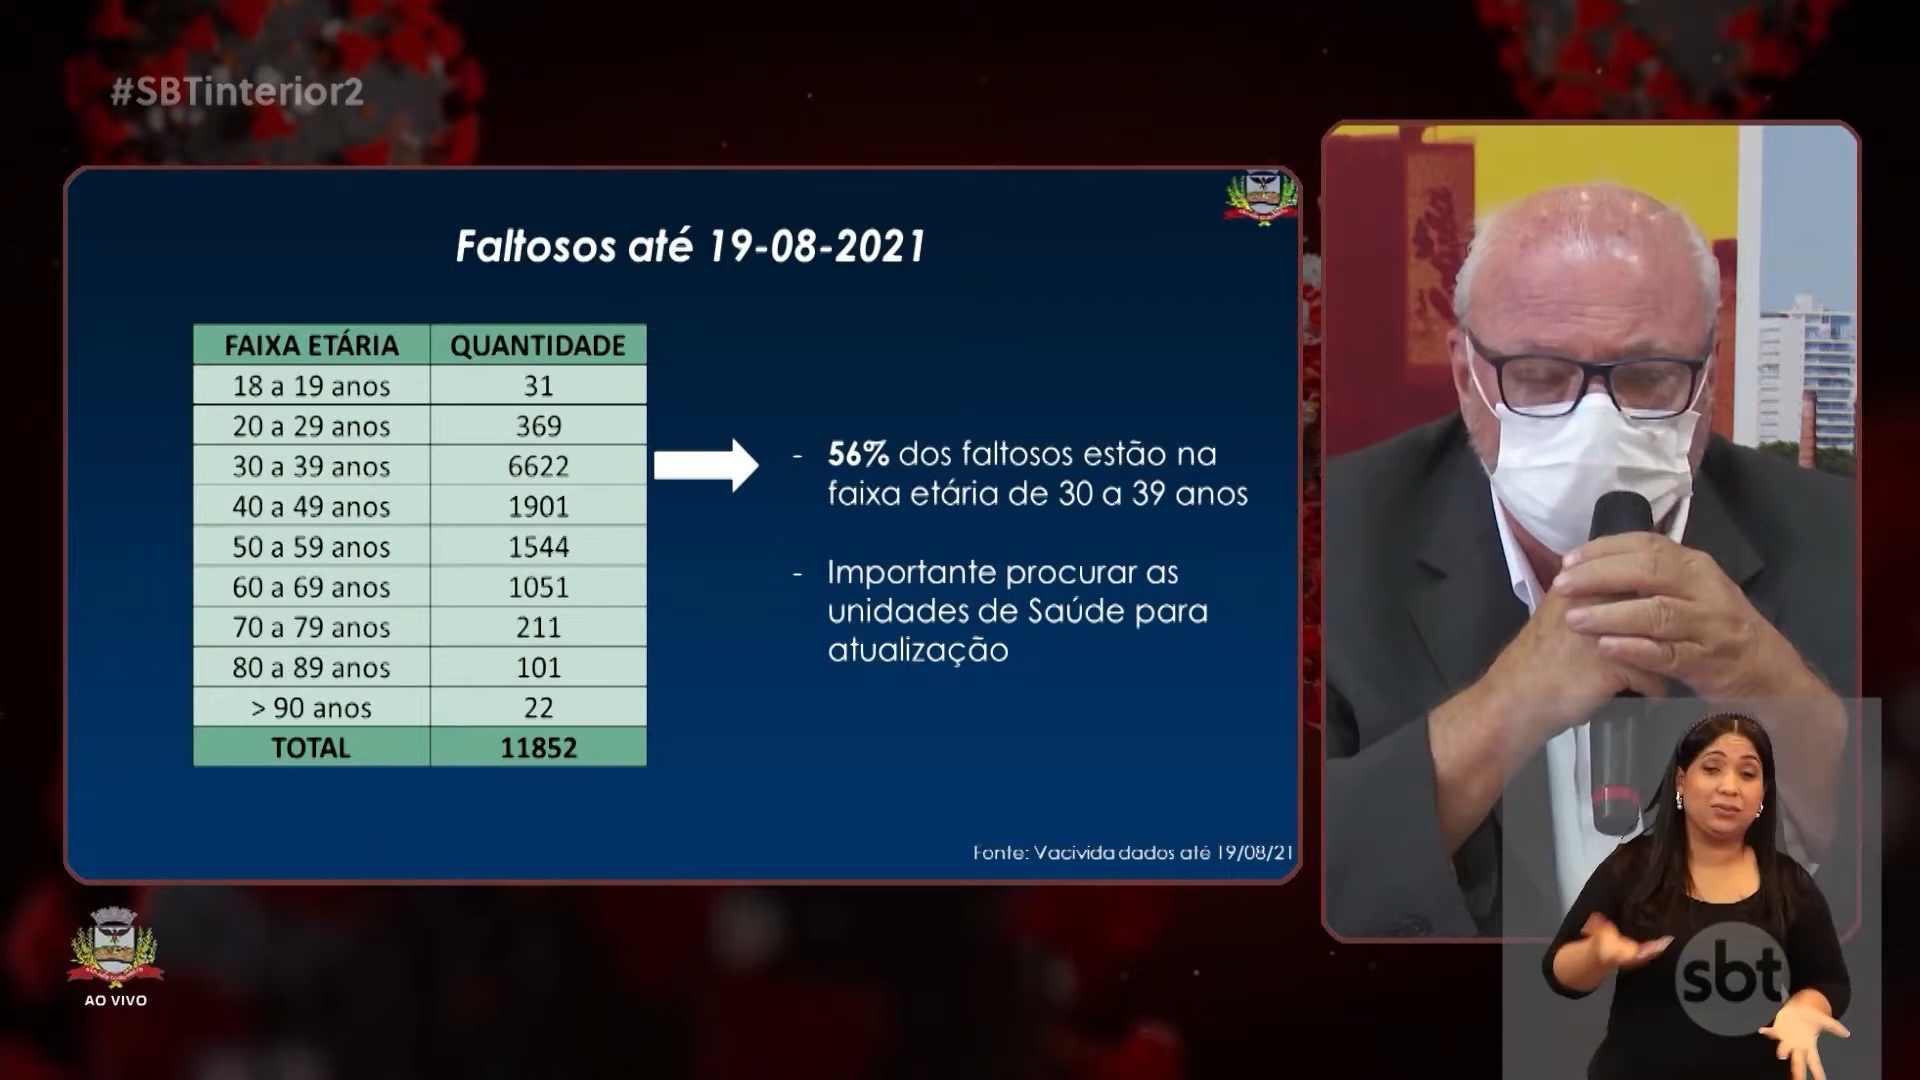 #SBTinterior2
Faltosos até 19-08-2021
FAIXA ETÁRIA QUANTIDADE
18 a 19 anos 31
20 a 29 anos 369
30 a 39 anos 6622
40 a 49 anos 1901
50 a 59 anos 1544
60 a 69 anos 1051
70 a 79 anos 211
80 a 89 anos 101
> 90 anos 22
TOTAL 11852
- 56% dos faltosos estão na
faixa etária de 30 a 39 anos
- Importante procurar as
unidades de Saúde para
atualização
Fonte: Vacivida dados até 19/08/21
AO VIVO
sbt